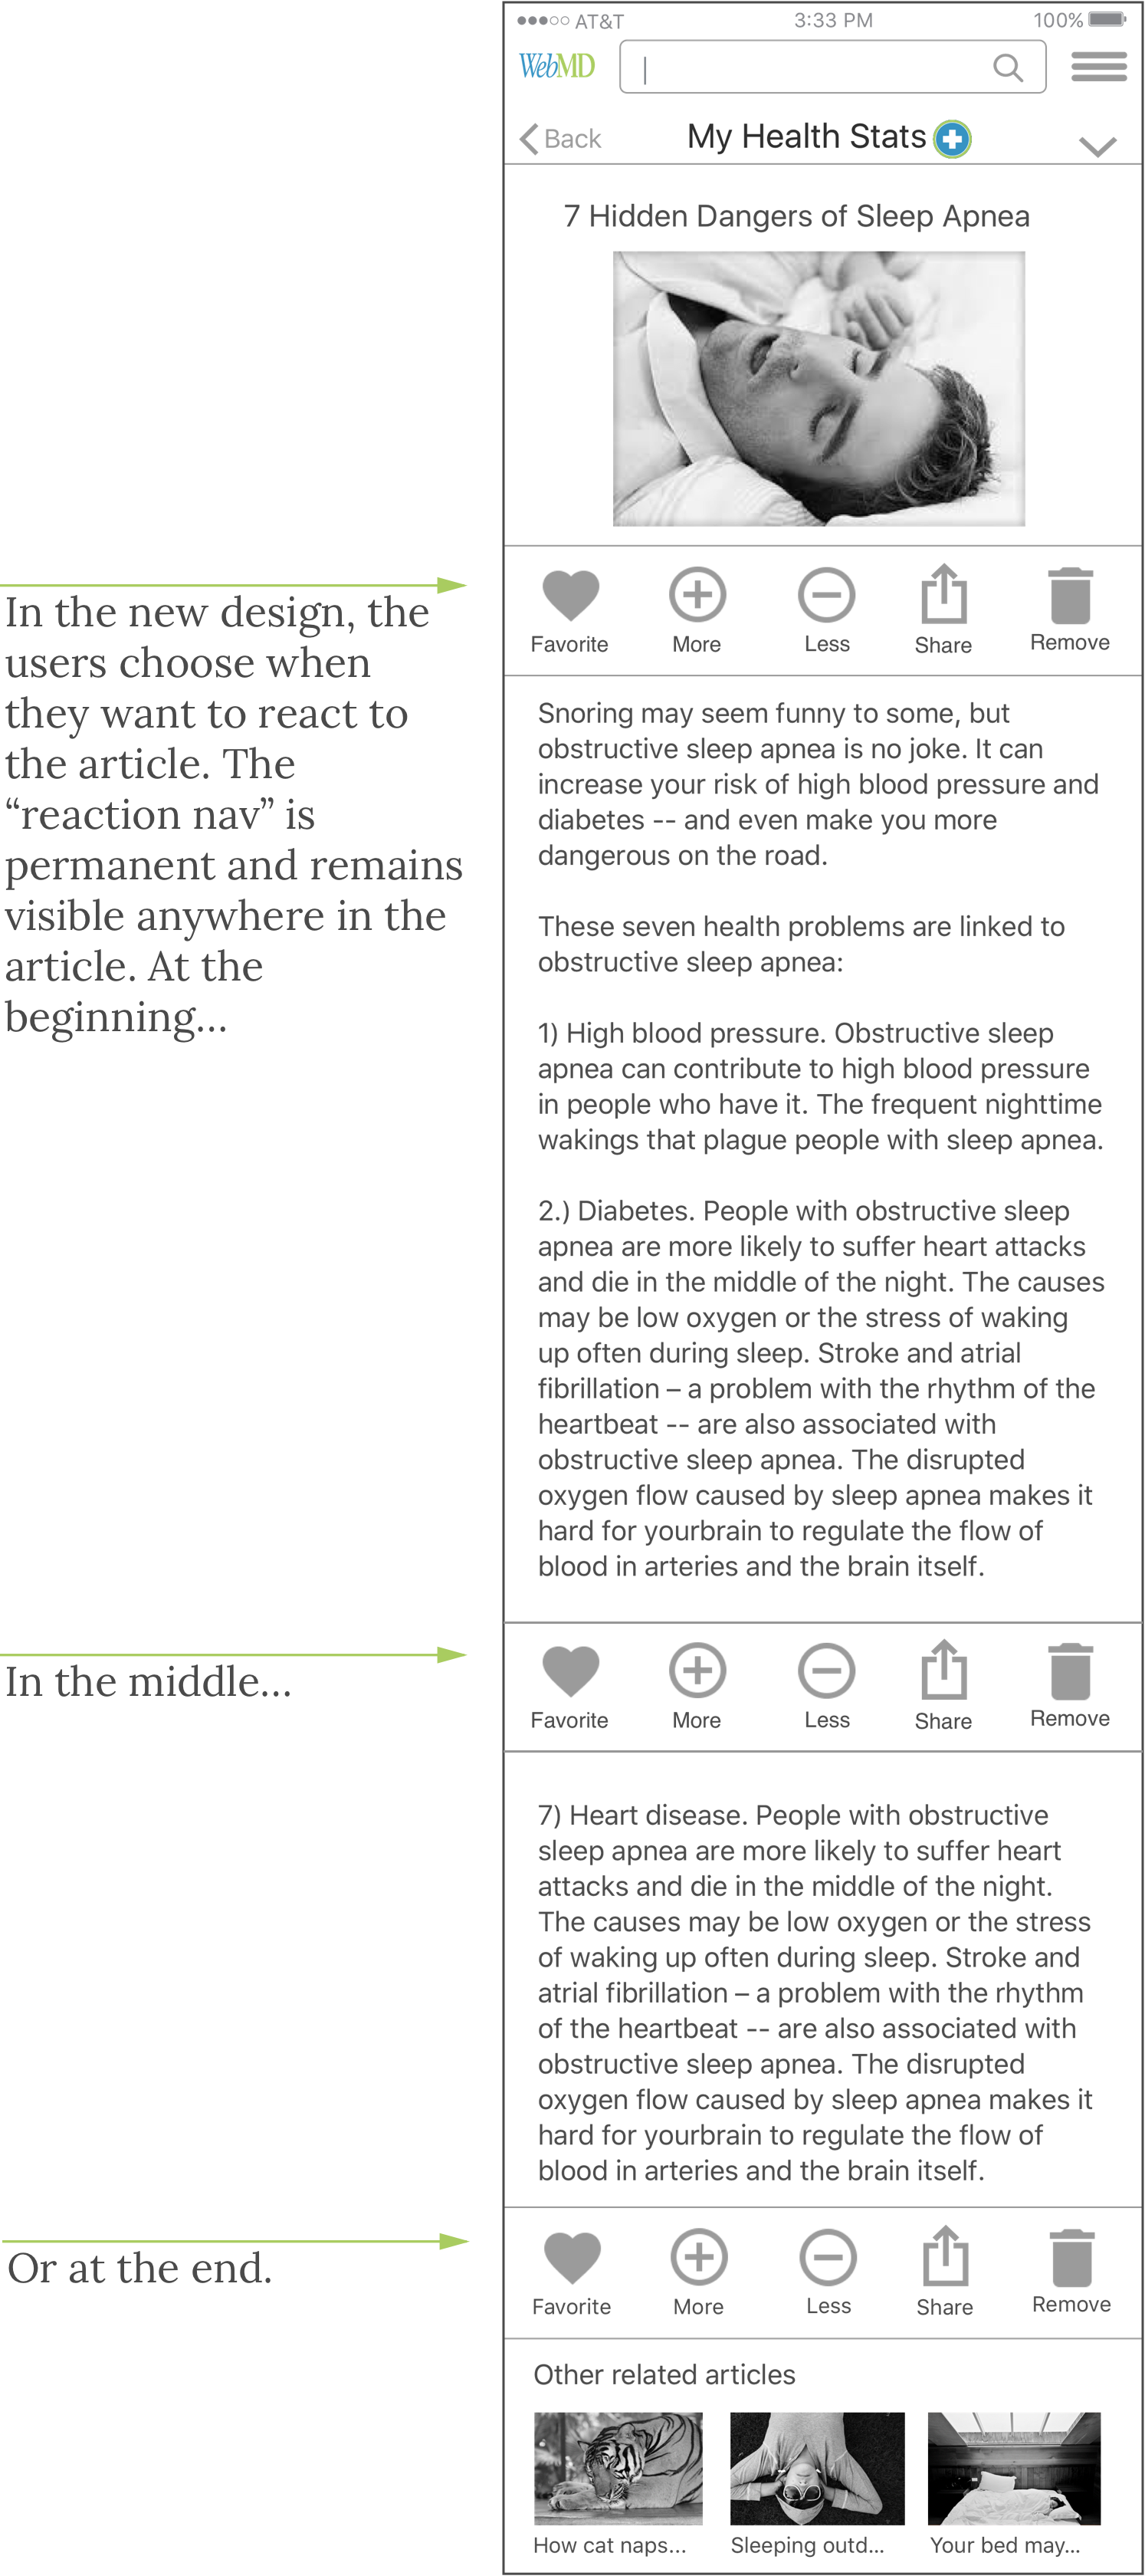 AT&T 3:33 PM 100%
WebMD
Back My Health Stats
7 Hidden Dangers of Sleep Apnea
In the new design, the
users choose when
they want to react to
the article. The
“reaction nav” is
permanent and remains
visible anywhere in the
article. At the
beginning...
Favorite More Less Share Remove
Snoring may seem funny to some, but
obstructive sleep apnea is no joke. It can
increase your risk of high blood pressure and
diabetes -- and even make you more
dangerous on the road.
These seven health problems are linked to
obstructive sleep apnea:
1) High blood pressure. Obstructive sleep
apnea can contribute to high blood pressure
in people who have it. The frequent nighttime
wakings that plague people with sleep apnea.
2.) Diabetes. People with obstructive sleep
apnea are more likely to suffer heart attacks
and die in the middle of the night. The causes
may be low oxygen or the stress of waking
up often during sleep. Stroke and atrial
fibrillation – a problem with the rhythm of the
heartbeat -- are also associated with
obstructive sleep apnea. The disrupted
oxygen flow caused by sleep apnea makes it
hard for yourbrain to regulate the flow of
blood in arteries and the brain itself.
In the middle...
Favorite More Less Share Remove
7) Heart disease. People with obstructive
sleep apnea are more likely to suffer heart
attacks and die in the middle of the night.
The causes may be low oxygen or the stress
of waking up often during sleep. Stroke and
atrial fibrillation – a problem with the rhythm
of the heartbeat -- are also associated with
obstructive sleep apnea. The disrupted
oxygen flow caused by sleep apnea makes it
hard for yourbrain to regulate the flow of
blood in arteries and the brain itself.
Or at the end.
Favorite More Less Share Remove
Other related articles
How cat naps... Sleeping outd... Your bed may...